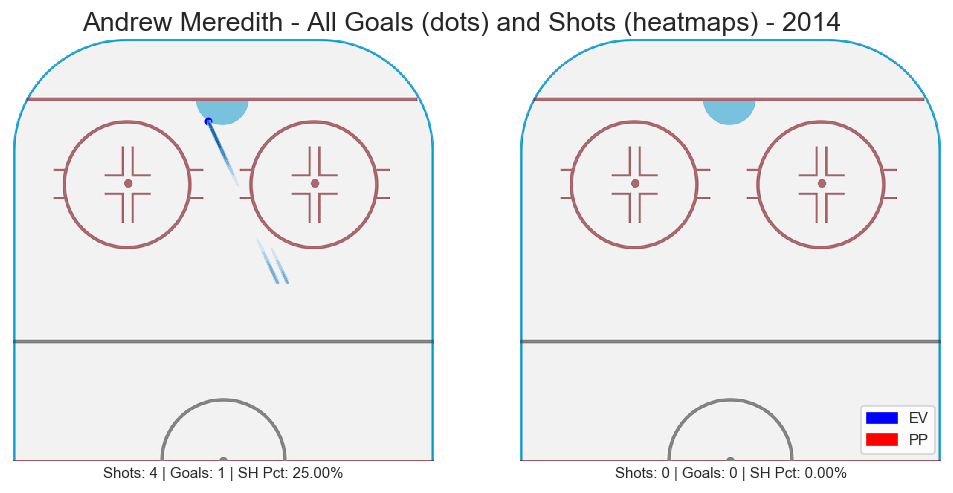 Andrew Meredith - All Goals (dots) and Shots (heatmaps) - 2014
EV
PP
Shots: 4 | Goals: 1 | SH Pct: 25.00%
Shots: 0 | Goals: 0 | SH Pct: 0.00%